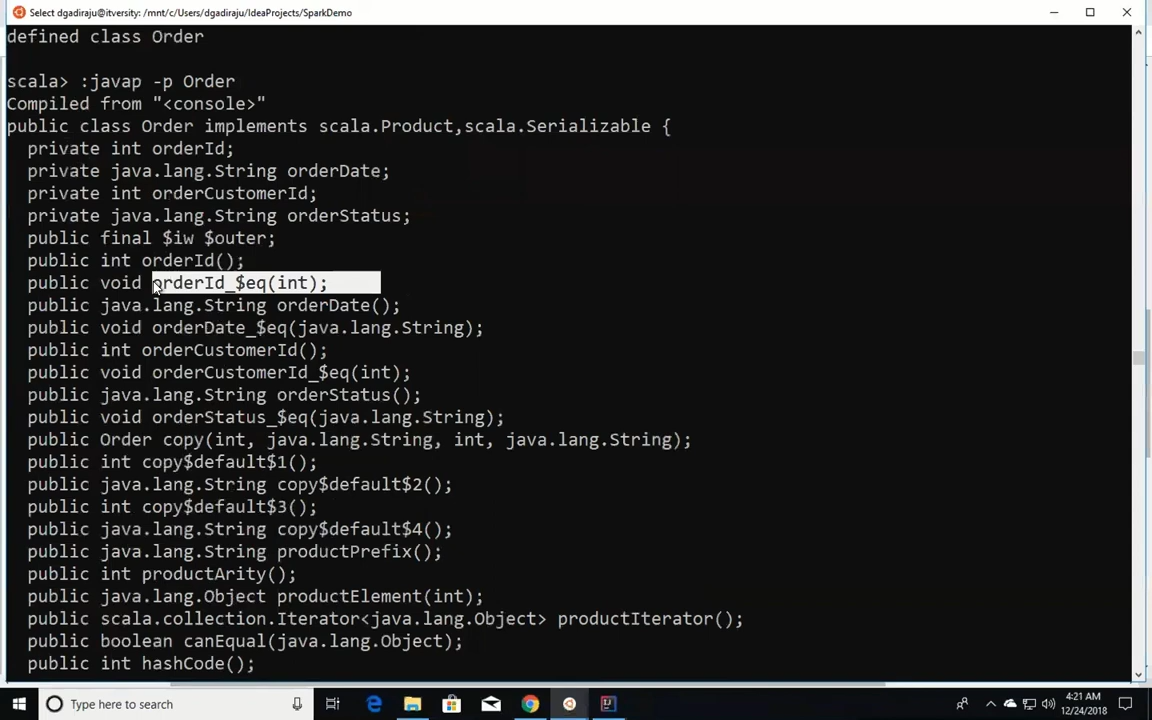 Select dgadiraju@itversity: /mnt/c/Users/dgadiraju/IdeaProjects/SparkDemo
defined class Order
scala> :javap -p Order
Compiled from "<console>"
public class Order implements scala.Product,scala.Serializable {
  private int orderId;
  private java.lang.String orderDate;
  private int orderCustomerId;
  private java.lang.String orderStatus;
  public final $iw $outer;
  public int orderId();
  public void orderId_$eq(int);
  public java.lang.String orderDate();
  public void orderDate_$eq(java.lang.String);
  public int orderCustomerId();
  public void orderCustomerId_$eq(int);
  public java.lang.String orderStatus();
  public void orderStatus_$eq(java.lang.String);
  public Order copy(int, java.lang.String, int, java.lang.String);
  public int copy$default$1();
  public java.lang.String copy$default$2();
  public int copy$default$3();
  public java.lang.String copy$default$4();
  public java.lang.String productPrefix();
  public int productArity();
  public java.lang.Object productElement(int);
  public scala.collection.Iterator<java.lang.Object> productIterator();
  public boolean canEqual(java.lang.Object);
  public int hashCode();
Type here to search
4:21 AM
12/24/2018